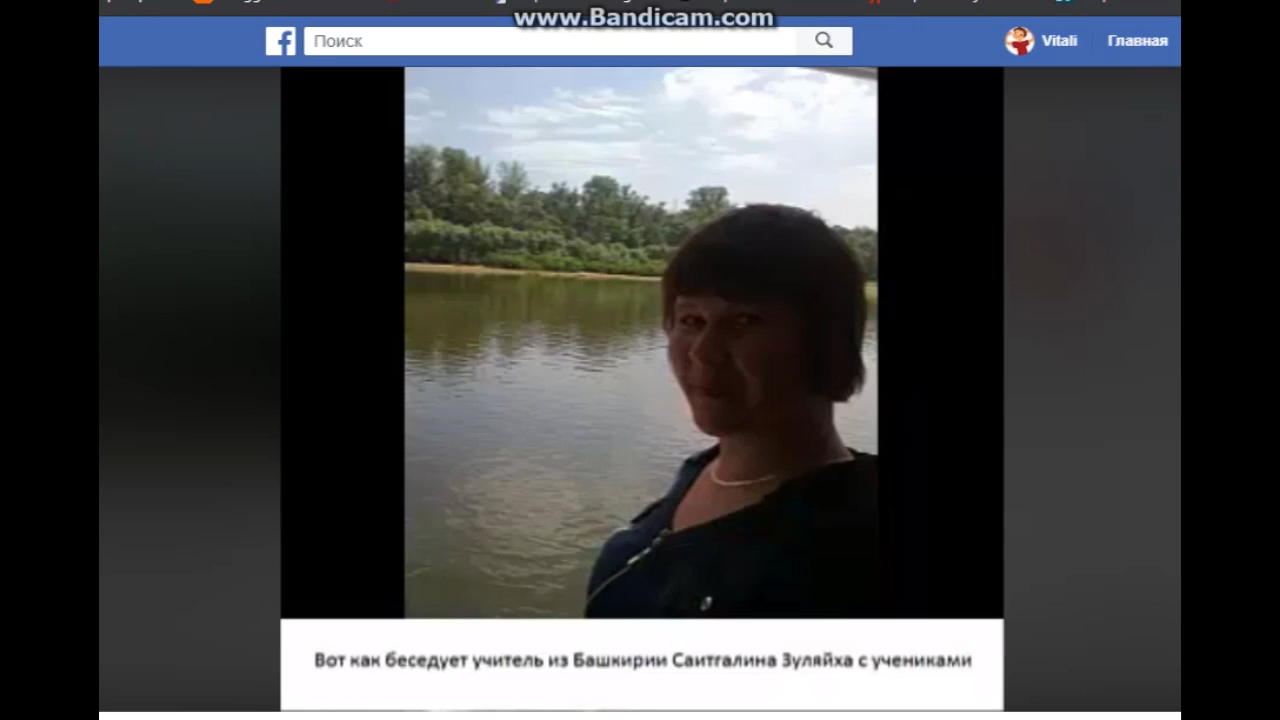 www.Bandicam.com
Поиск
Vitali
Главная
Вот как беседует учитель из Башкирии Саитгалина Зуляйха с учениками